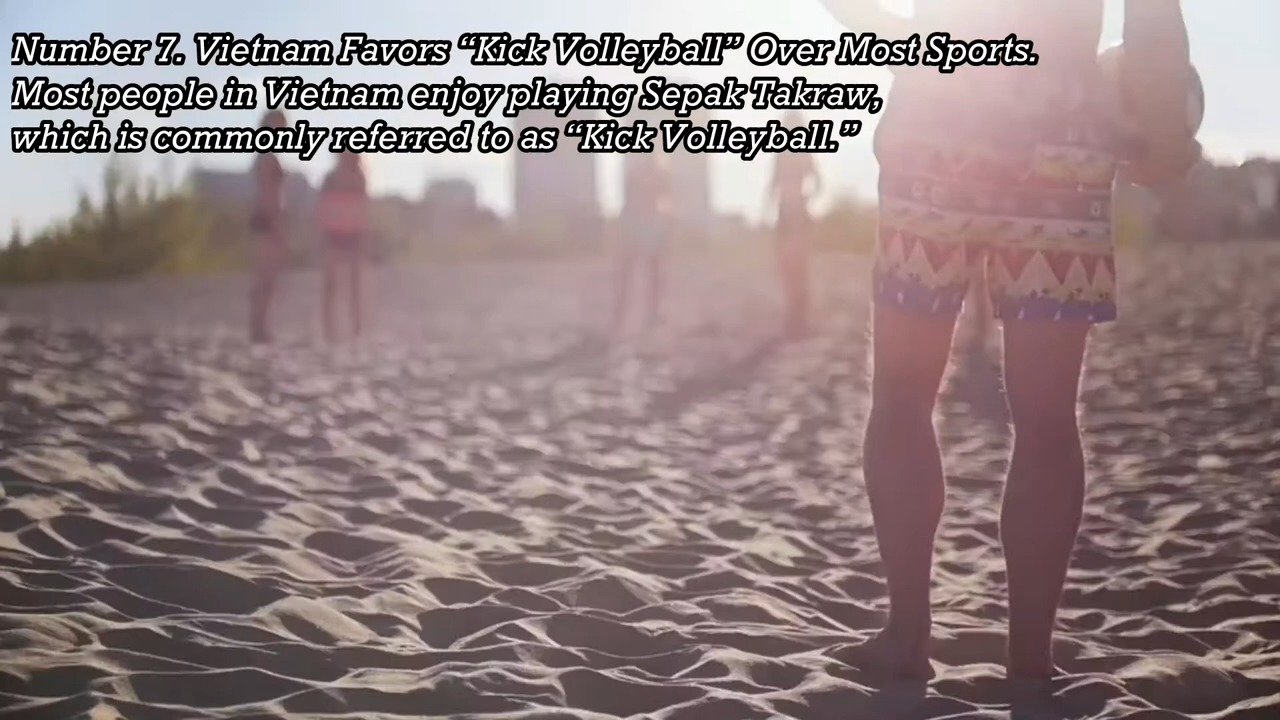 Number 7. Vietnam Favors “Kick Volleyball” Over Most Sports.
Most people in Vietnam enjoy playing Sepak Takraw,
which is commonly referred to as “Kick Volleyball.”